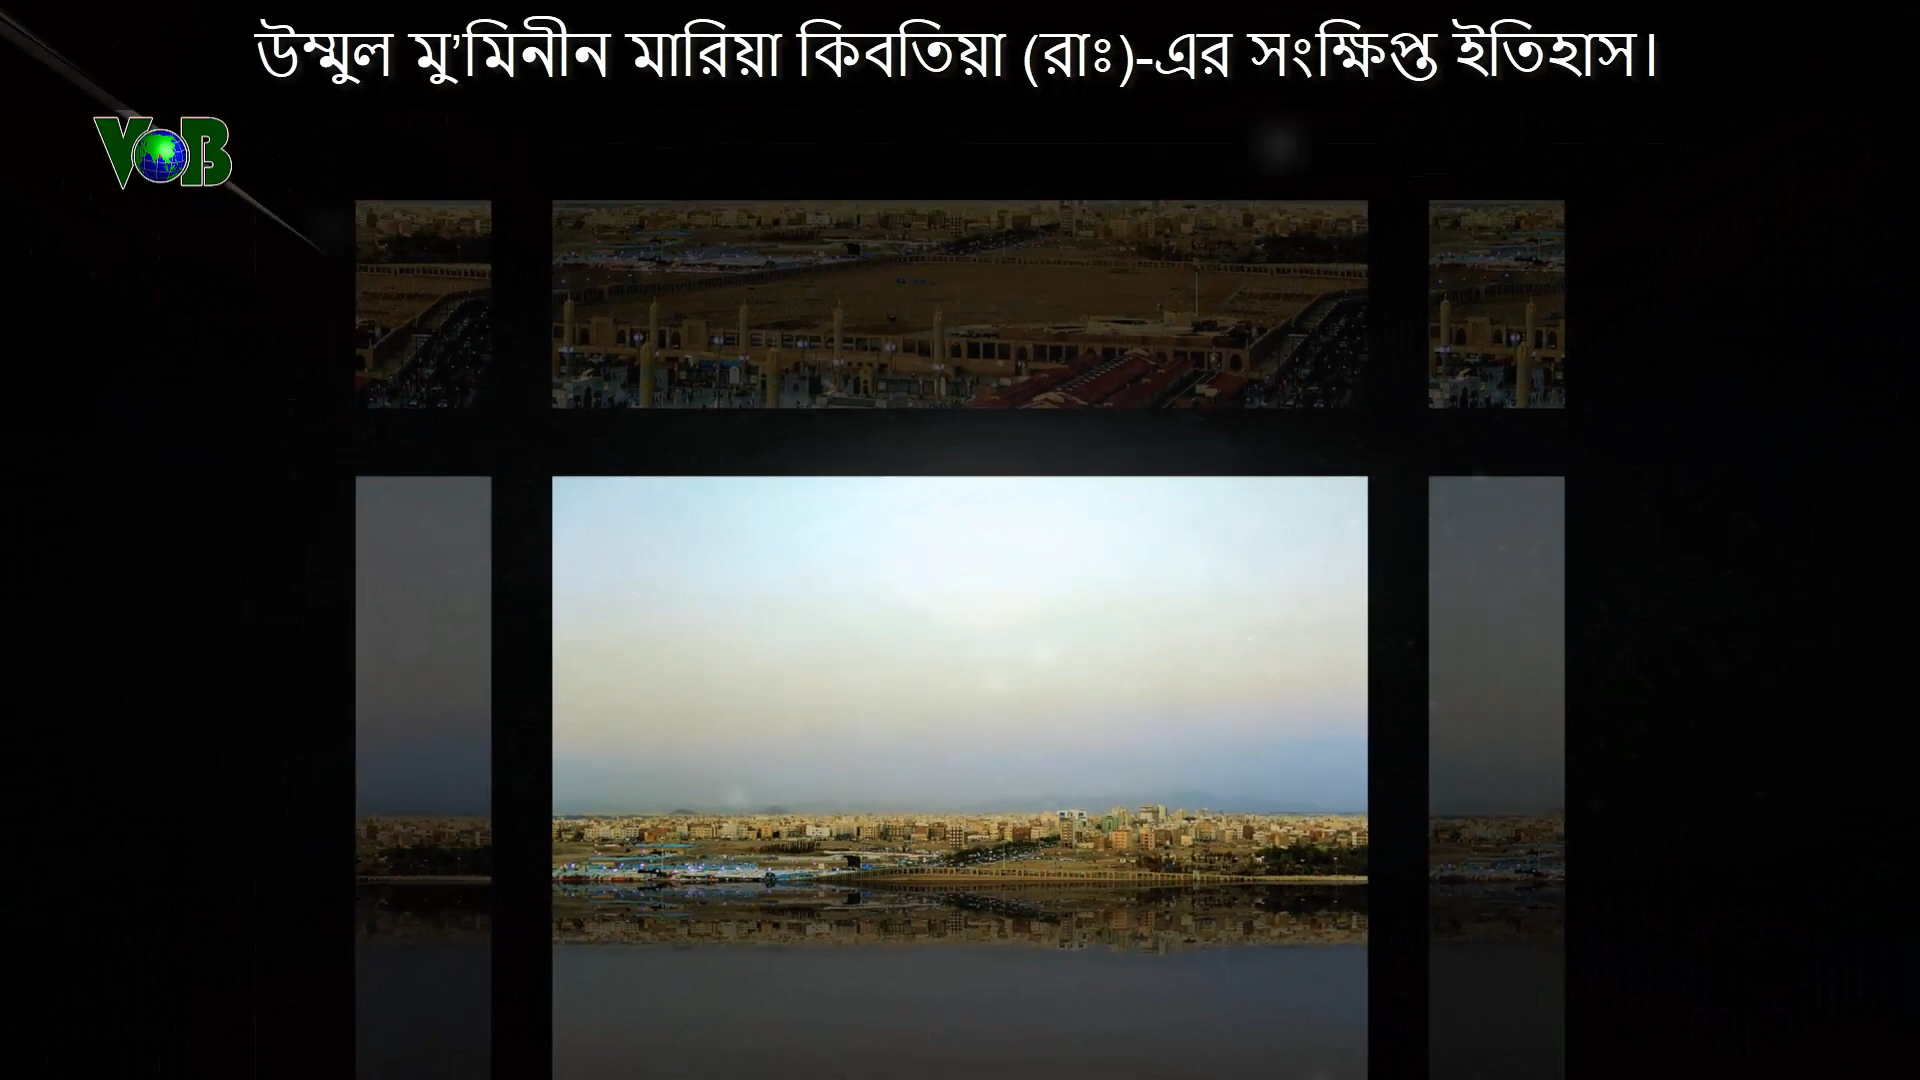 উম্মুল মু’মিনীন মারিয়া কিবতিয়া (রাঃ)-এর সংক্ষিপ্ত ইতিহাস।
VOB